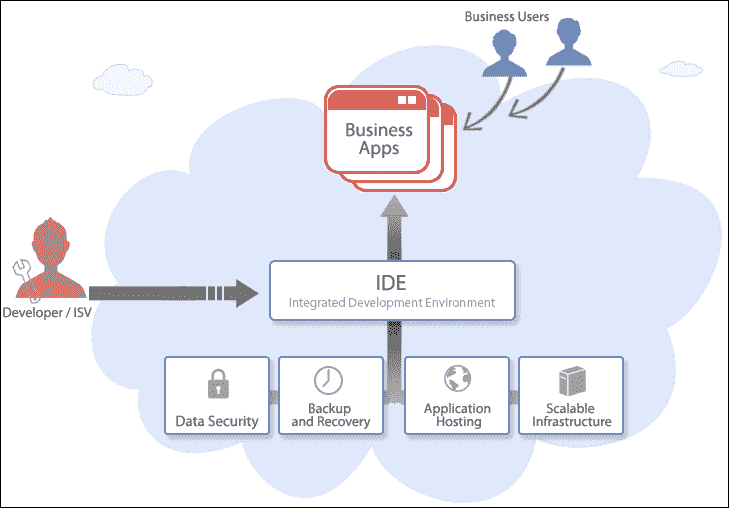 Business Users
Business
Apps
IDE
Integrated Development Environment
Developer / ISV
Data Security
Backup
and Recovery
Application
Hosting
Scalable
Infrastructure